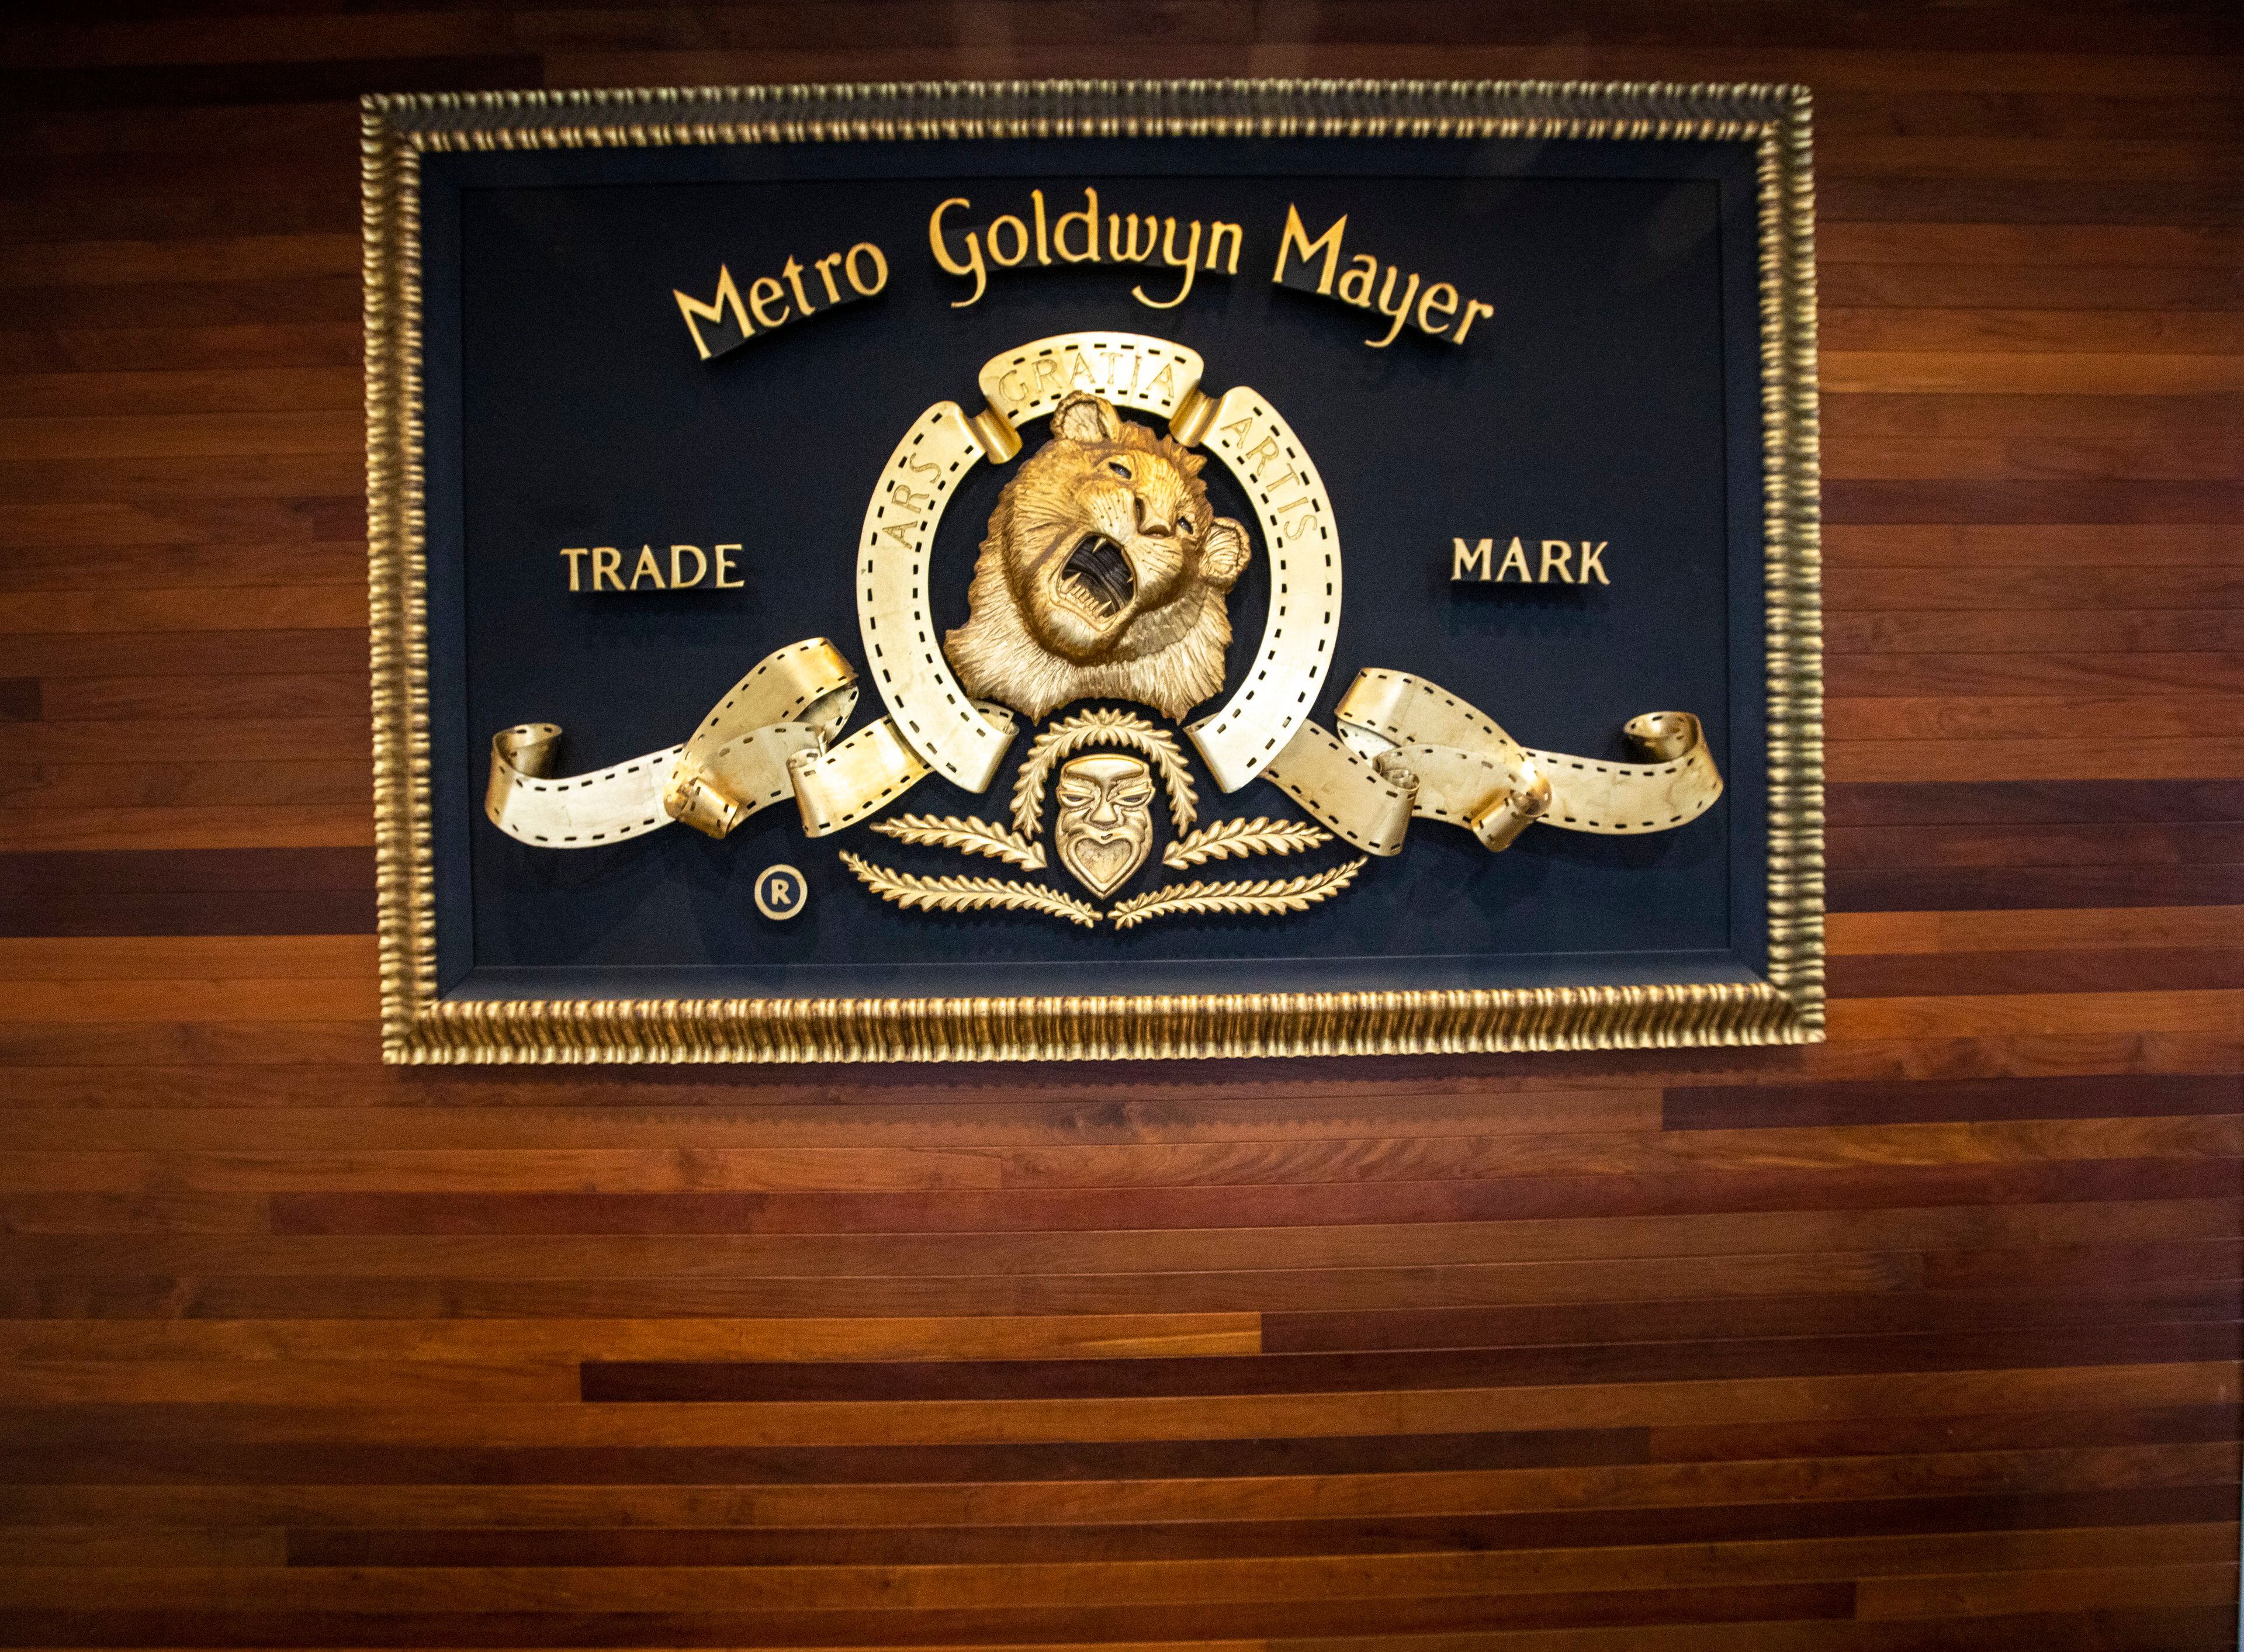 Metro Goldwyn Mayer
ARS GRATIA ARTIS
TRADE MARK
®